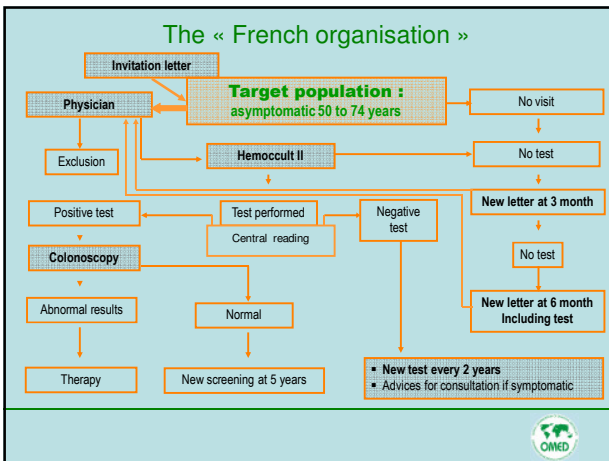 The « French organisation »
Invitation letter
Target population :
asymptomatic 50 to 74 years
Physician
No visit
Exclusion
Hemoccult II
No test
New letter at 3 month
Positive test
Test performed
Central reading
Negative
test
No test
Colonoscopy
New letter at 6 month
Including test
Abnormal results
Normal
Therapy
New screening at 5 years
▪ New test every 2 years
▪ Advices for consultation if symptomatic
OMED